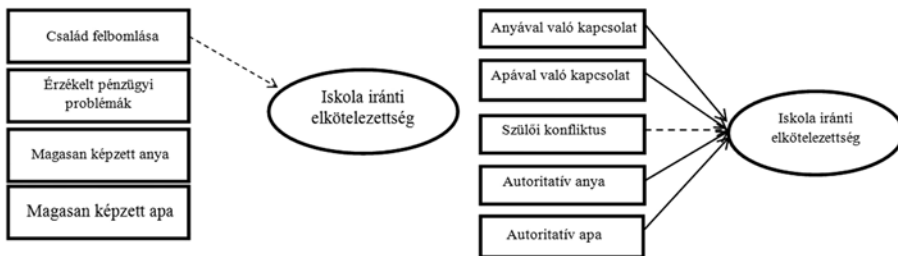 Család felbomlása
Érzékelt pénzügyi
problémák
Magasan képzett anya
Magasan képzett apa
Iskola iránti
elkötelezettség
Anyával való kapcsolat
Apával való kapcsolat
Szülői konfliktus
Autoritatív anya
Autoritatív apa
Iskola iránti
elkötelezettség